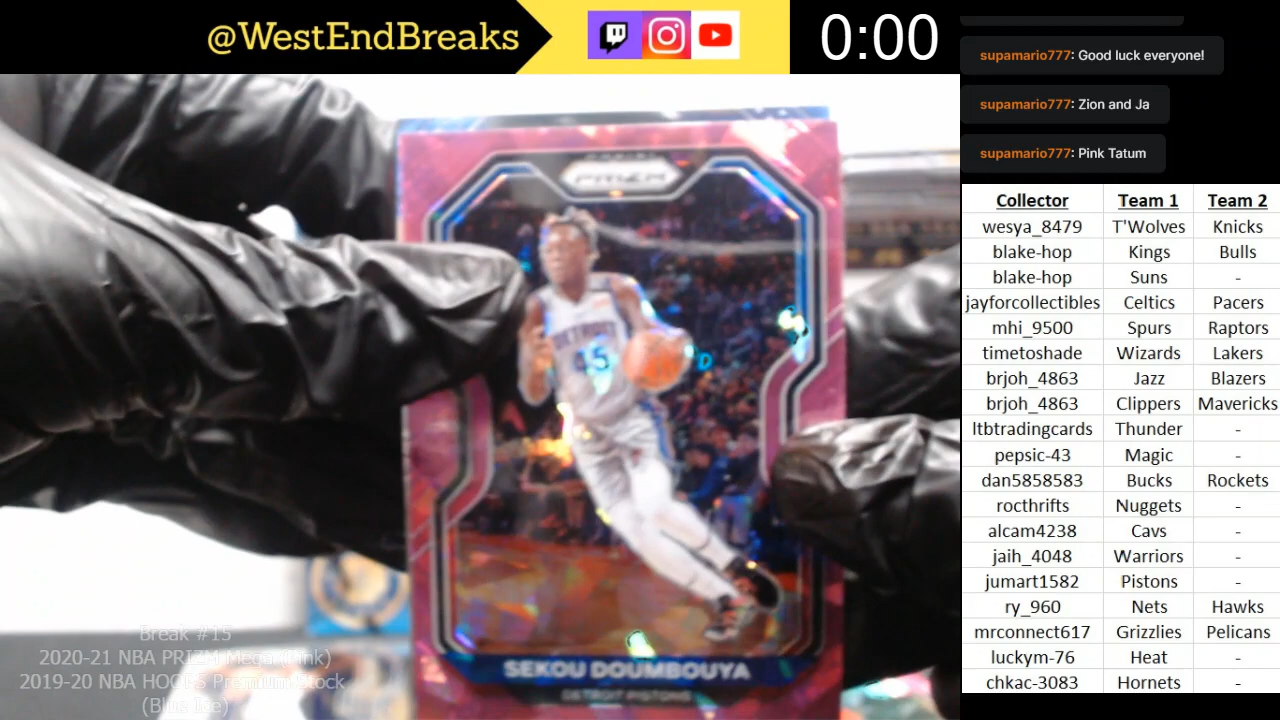 @WestEndBreaks
0:00
supamario777: Good luck everyone!
supamario777: Zion and Ja
supamario777: Pink Tatum
Collector Team 1 Team 2
wesya_8479 T'Wolves Knicks
blake-hop Kings Bulls
blake-hop Suns -
jayforcollectibles Celtics Pacers
mhi_9500 Spurs Raptors
timetoshade Wizards Lakers
brjoh_4863 Jazz Blazers
brjoh_4863 Clippers Mavericks
ltbtradingcards Thunder -
pepsic-43 Magic -
dan5858583 Bucks Rockets
rocthrifts Nuggets -
alcam4238 Cavs -
jaih_4048 Warriors -
jumart1582 Pistons -
ry_960 Nets Hawks
mrconnect617 Grizzlies Pelicans
luckym-76 Heat -
chkac-3083 Hornets -
PRIZM
DETROIT
45
SEKOU DOUMBOUYA
DETROIT PISTONS
Break #15
2020-21 NBA PRIZM Mega (Pink)
2019-20 NBA HOOPS Premium Stock
(Blue Ice)